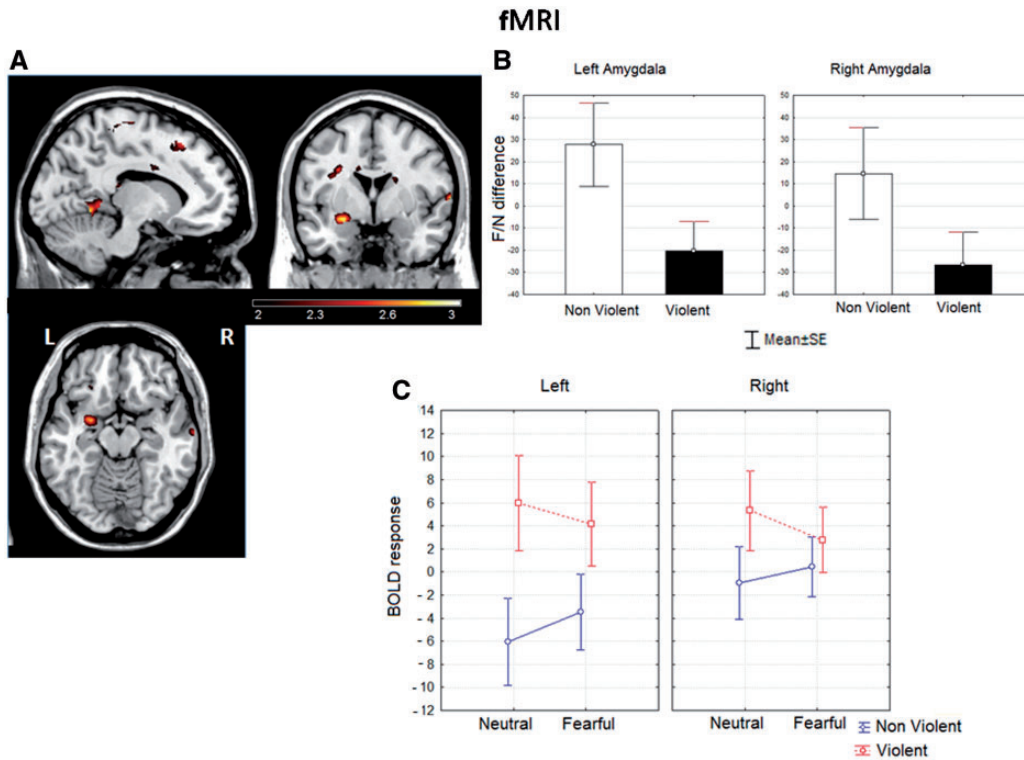 fMRI
A
B
Left Amygdala
Right Amygdala
50
40
30
20
10
0
-10
-20
-30
-40
F/N difference
Non Violent
Violent
50
40
30
20
10
0
-10
-20
-30
-40
Non Violent
Violent
Mean±SE
2
2.3
2.6
3
L
R
C
Left
Right
14
12
10
8
6
4
2
0
- 2
- 4
- 6
- 8
- 10
- 12
BOLD response
Neutral
Fearful
Neutral
Fearful
Non Violent
Violent